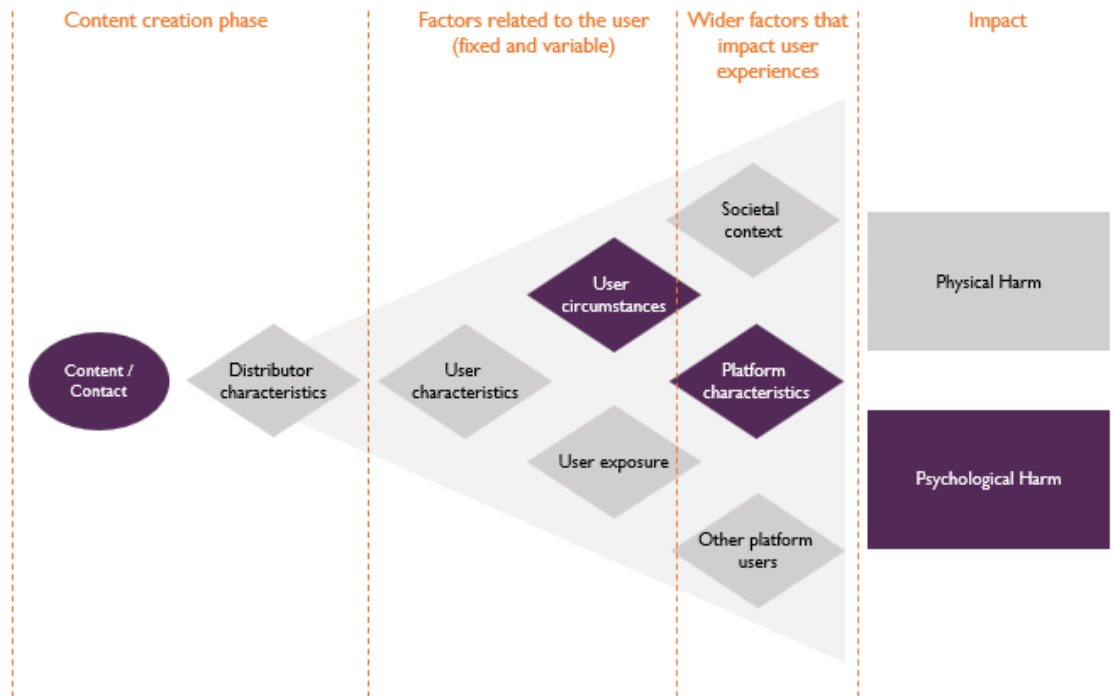 Content creation phase
Factors related to the user
(fixed and variable)
Wider factors that
impact user
experiences
Impact
Societal
context
User
circumstances
Physical Harm
Content /
Contact
Distributor
characteristics
User
characteristics
Platform
characteristics
User exposure
Psychological Harm
Other platform
users